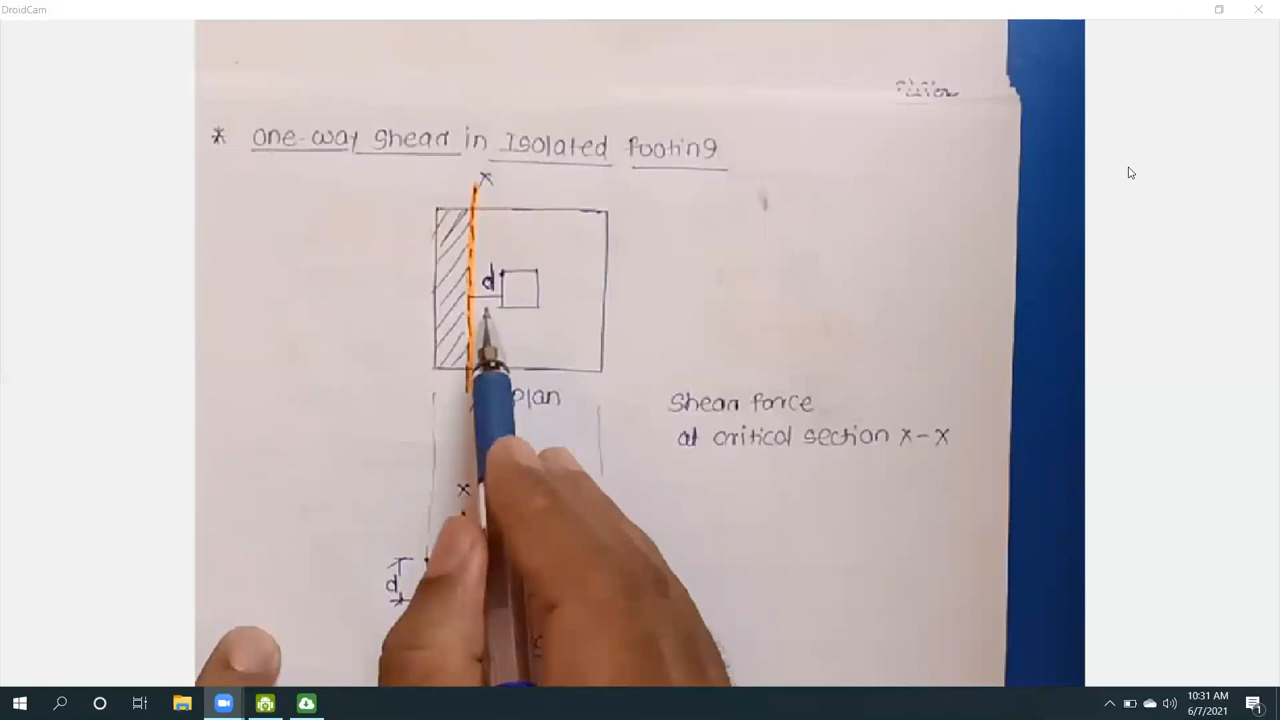 DroidCam
* One-way Shear in Isolated Footing
x
d
plan
Shear force
at critical section x-x
x
d
10:31 AM
6/7/2021
1